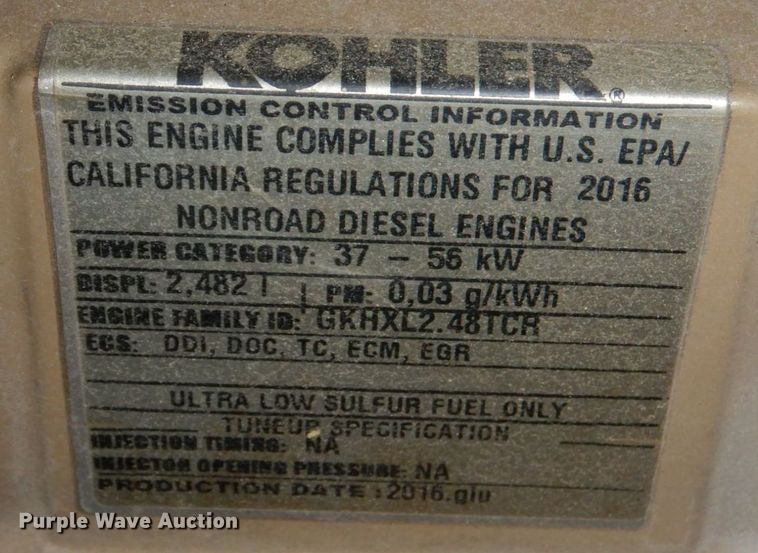 KOHLER®
EMISSION CONTROL INFORMATION
THIS ENGINE COMPLIES WITH U.S. EPA/
CALIFORNIA REGULATIONS FOR 2016
NONROAD DIESEL ENGINES
POWER CATEGORY: 37 – 56 kW
DISPL: 2,482 l | PM: 0,03 g/kWh
ENGINE FAMILY ID: GKHXL2.48TCR
ECS: DDI, DOC, TC, ECM, EGR
ULTRA LOW SULFUR FUEL ONLY
TUNEUP SPECIFICATION
INJECTION TIMING: NA
INJECTOR OPENING PRESSURE: NA
PRODUCTION DATE : 2016.giu
Purple Wave Auction